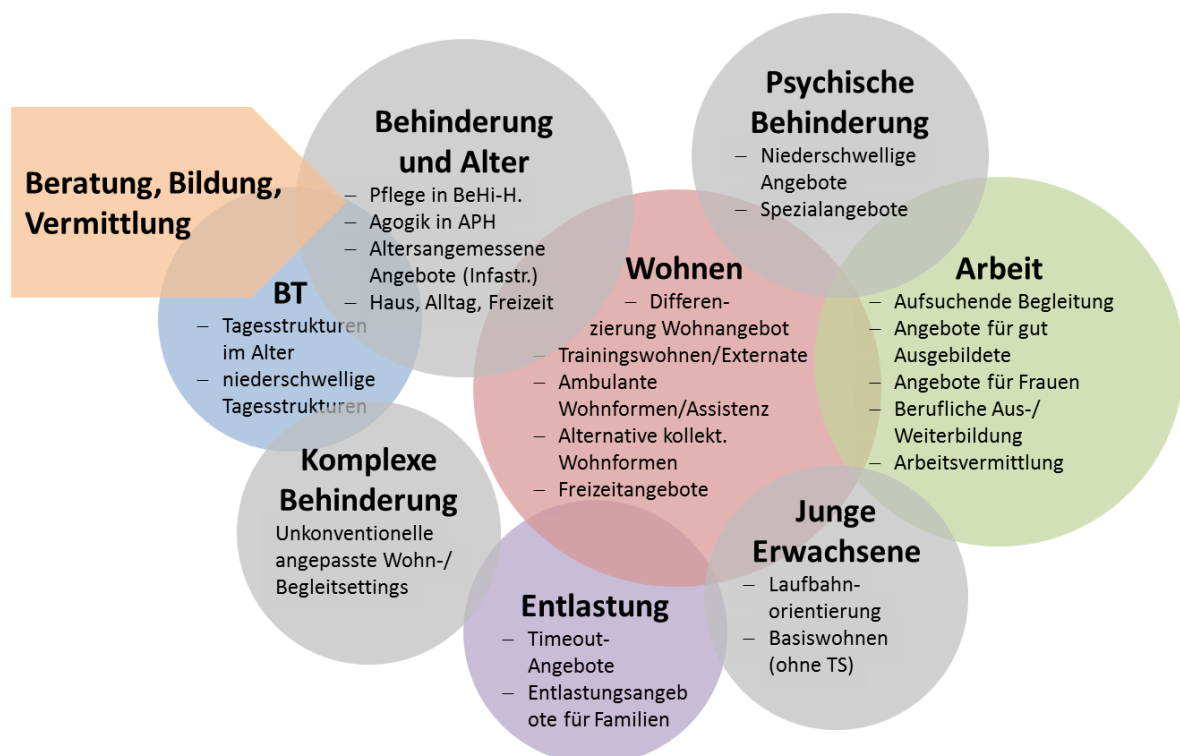 Beratung, Bildung,
Vermittlung
Behinderung
und Alter
– Pflege in BeHi-H.
– Agogik in APH
– Altersangemessene
Angebote (Infastr.)
– Haus, Alltag, Freizeit
Psychische
Behinderung
– Niederschwellige
Angebote
– Spezialangebote
BT
– Tagesstrukturen
im Alter
– niederschwellige
Tagesstrukturen
Wohnen
– Differen-
zierung Wohnangebot
– Trainingswohnen/Externate
– Ambulante
Wohnformen/Assistenz
– Alternative kollekt.
Wohnformen
– Freizeitangebote
Arbeit
– Aufsuchende Begleitung
– Angebote für gut
Ausgebildete
– Angebote für Frauen
– Berufliche Aus-/
Weiterbildung
– Arbeitsvermittlung
Komplexe
Behinderung
Unkonventionelle
angepasste Wohn-/
Begleitsettings
Entlastung
– Timeout-
Angebote
– Entlastungsangeb
ote für Familien
Junge
Erwachsene
– Laufbahn-
orientierung
– Basiswohnen
(ohne TS)